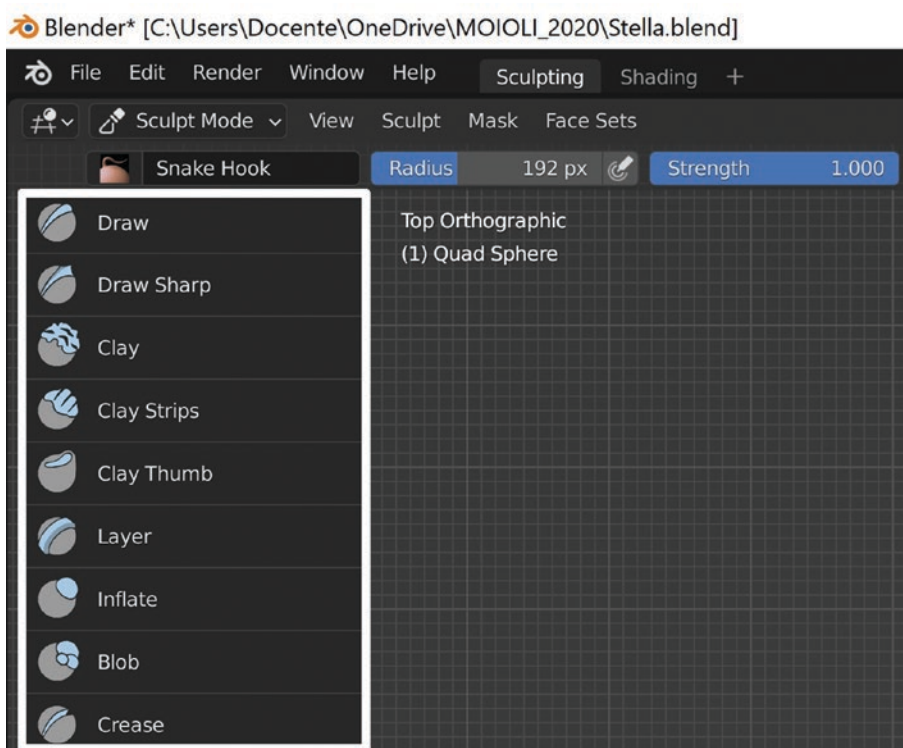 Blender* [C:\Users\Docente\OneDrive\MOIOLI_2020\Stella.blend]
File Edit Render Window Help Sculpting Shading +
Sculpt Mode View Sculpt Mask Face Sets
Snake Hook Radius 192 px Strength 1.000
Top Orthographic
(1) Quad Sphere
Draw
Draw Sharp
Clay
Clay Strips
Clay Thumb
Layer
Inflate
Blob
Crease